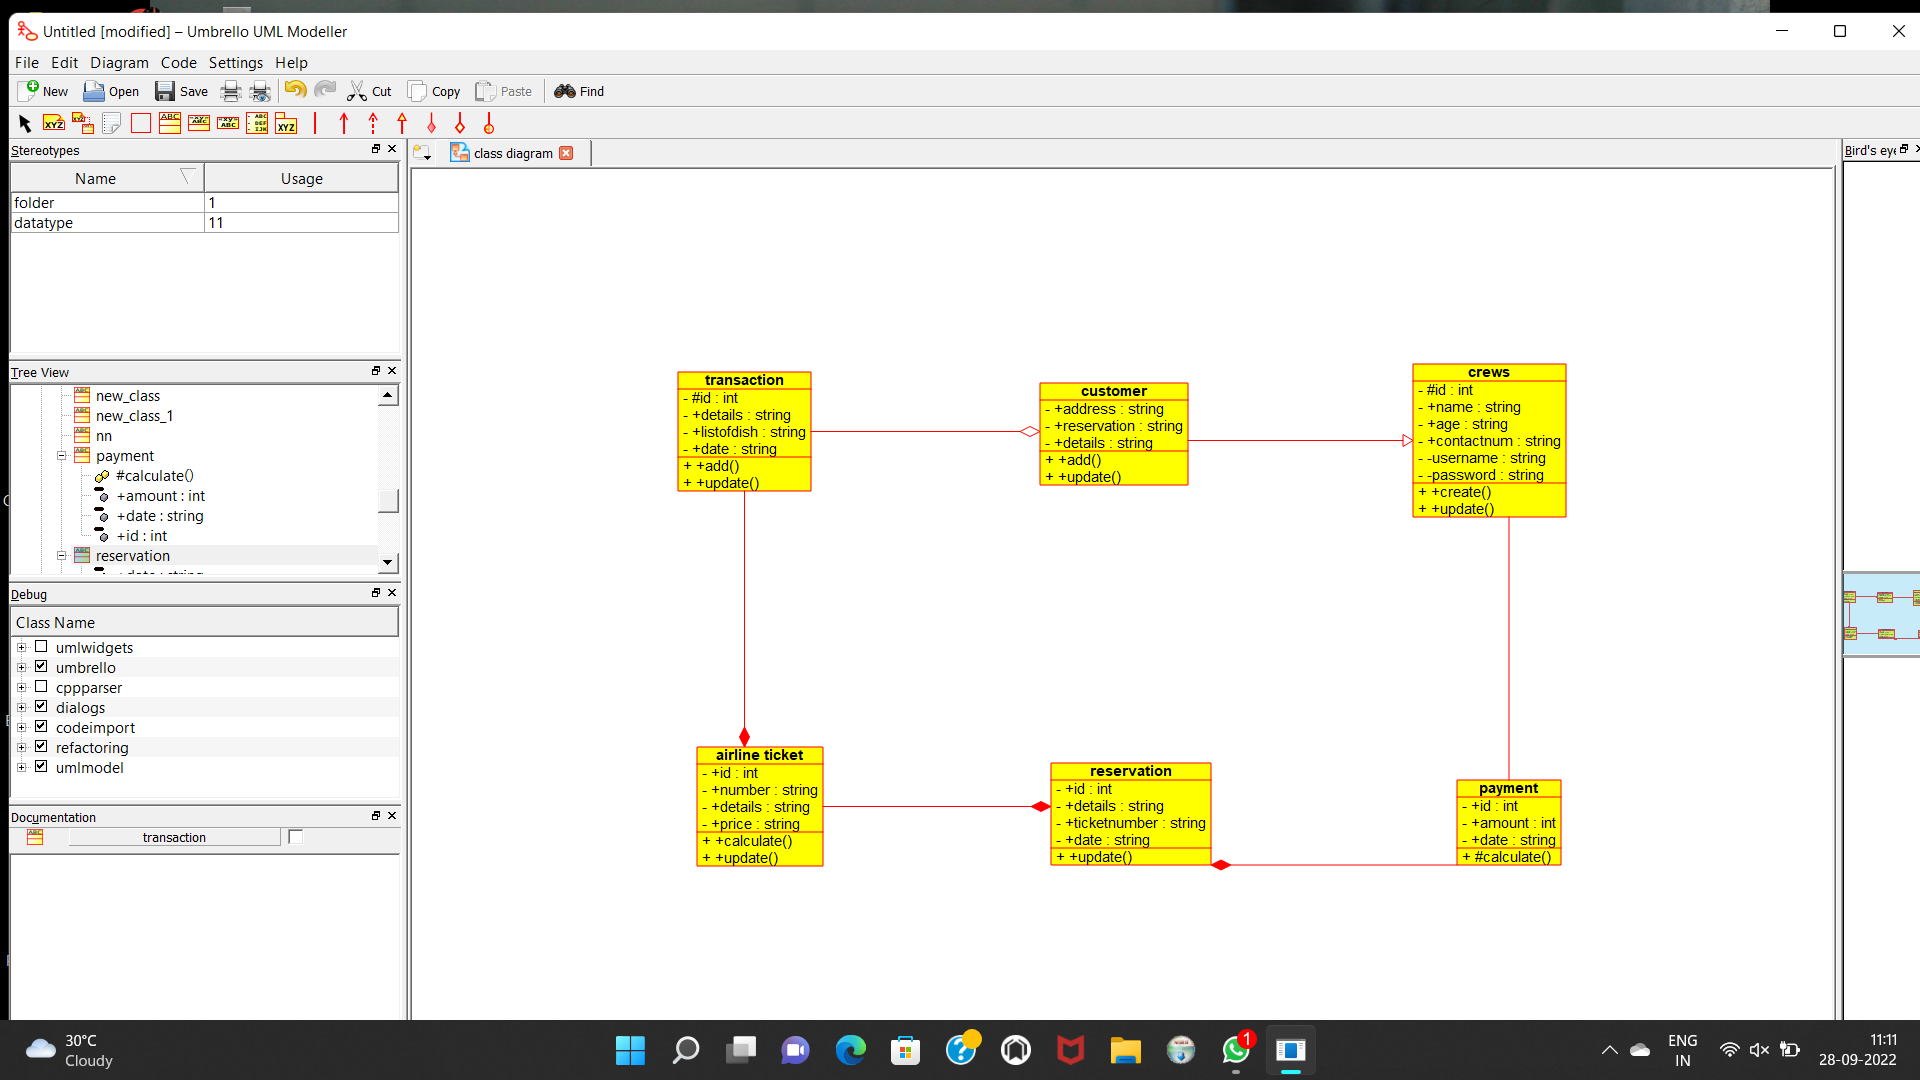 Untitled [modified] – Umbrello UML Modeller
File Edit Diagram Code Settings Help
New Open Save Cut Copy Paste Find
Stereotypes
Name Usage
folder 1
datatype 11
Tree View
new_class
new_class_1
nn
payment
#calculate()
+amount : int
+date : string
+id : int
reservation
Debug
Class Name
umlwidgets
umbrello
cppparser
dialogs
codeimport
refactoring
umlmodel
Documentation
transaction
class diagram
transaction
- #id : int
- +details : string
- +listofdish : string
- +date : string
+ +add()
+ +update()
customer
- +address : string
- +reservation : string
- +details : string
+ +add()
+ +update()
crews
- #id : int
- +name : string
- +age : string
- +contactnum : string
- -username : string
- -password : string
+ +create()
+ +update()
airline ticket
- +id : int
- +number : string
- +details : string
- +price : string
+ +calculate()
+ +update()
reservation
- +id : int
- +details : string
- +ticketnumber : string
- +date : string
+ +update()
payment
- +id : int
- +amount : int
- +date : string
+ #calculate()
Bird's eye
30°C
Cloudy
1
ENG
IN
11:11
28-09-2022